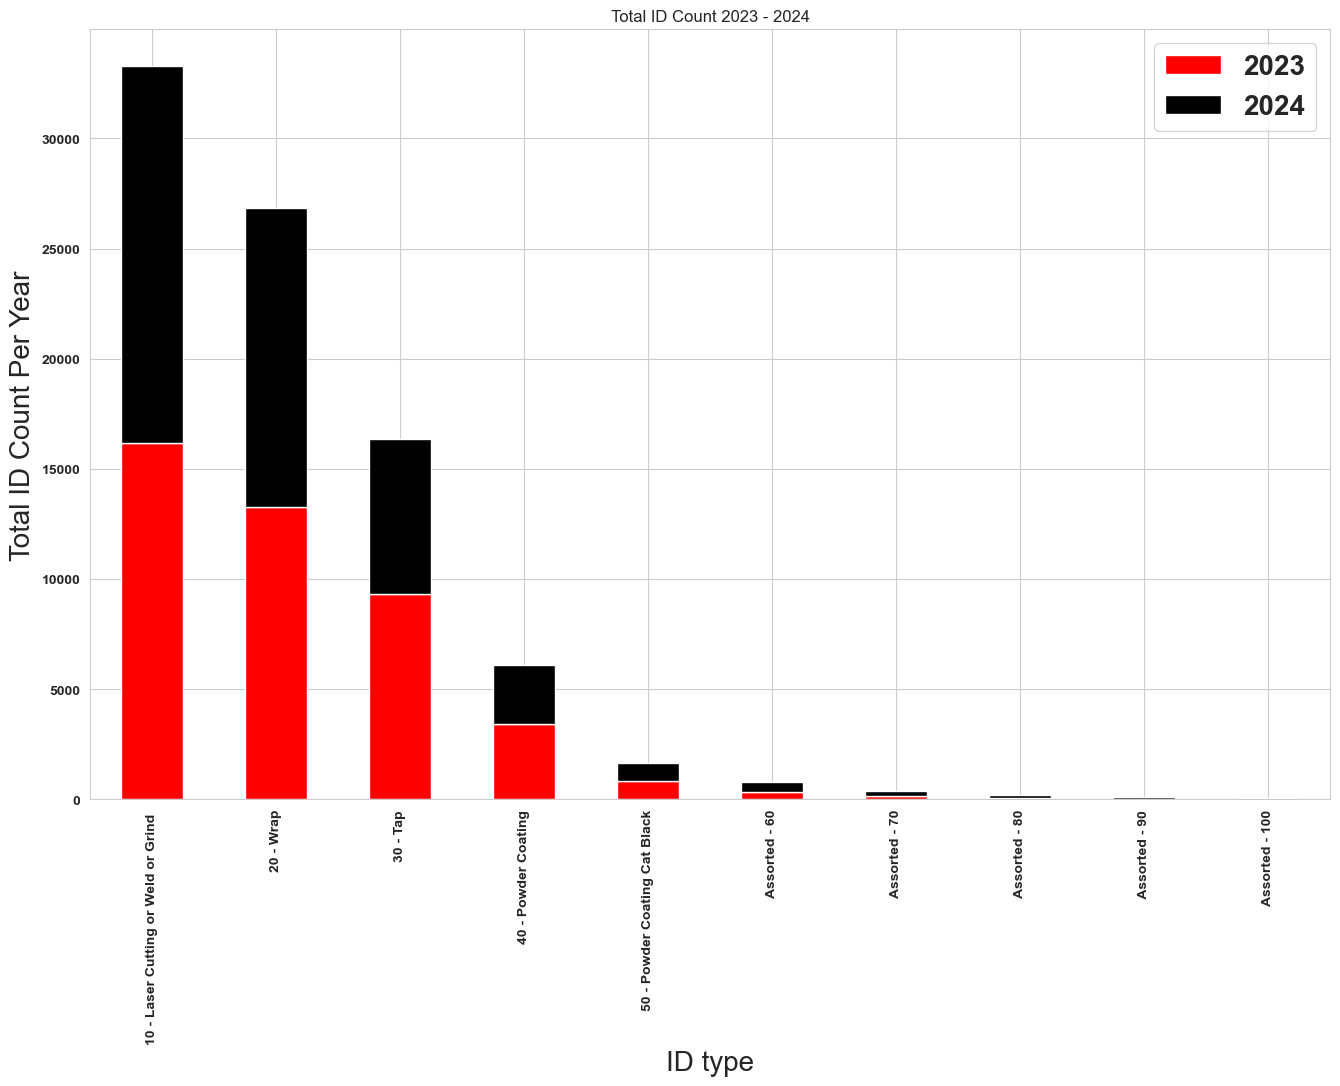 Total ID Count 2023 - 2024
2023
2024
Total ID Count Per Year
30000
25000
20000
15000
10000
5000
0
10 - Laser Cutting or Weld or Grind
20 - Wrap
30 - Tap
40 - Powder Coating
50 - Powder Coating Cat Black
Assorted - 60
Assorted - 70
Assorted - 80
Assorted - 90
Assorted - 100
ID type